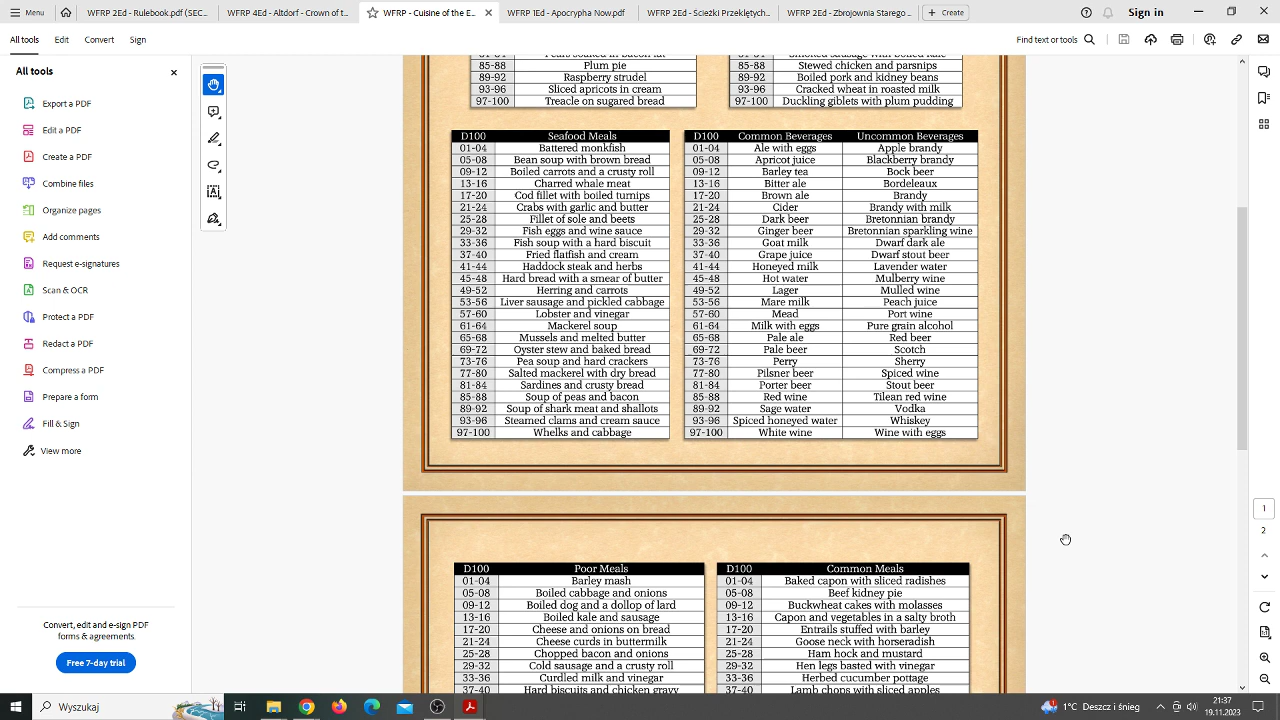 Menu
WFRP 2Ed - Rulebook pd (SEC...
WFRP 4Ed - Altdorf - Crown of t...
WFRP - Cuisine of the E...
WFRP 1Ed - Apocrypha Now.pdf
WFRP 2Ed - Ścieżki Przeklętych...
WFRP 2Ed - Zbrojownia Starego ...
+ Create
Sign in
All tools
Edit
Convert
Sign
Find text or tools
All tools
Export a PDF
Edit a PDF
Create a PDF
Combine files
Organize pages
Add comments
Request e-signatures
Scan & OCR
Protect a PDF
Redact a PDF
Compress a PDF
Prepare a form
Fill & Sign
View more
Convert, edit and e-sign PDF
forms & agreements.
Free 7-day trial
85-88 Plum pie
89-92 Raspberry strudel
93-96 Sliced apricots in cream
97-100 Treacle on sugared bread
85-88 Stewed chicken and parsnips
89-92 Boiled pork and kidney beans
93-96 Cracked wheat in roasted milk
97-100 Duckling giblets with plum pudding
D100 Seafood Meals
01-04 Battered monkfish
05-08 Bean soup with brown bread
09-12 Boiled carrots and a crusty roll
13-16 Charred whale meat
17-20 Cod fillet with boiled turnips
21-24 Crabs with garlic and butter
25-28 Fillet of sole and beets
29-32 Fish eggs and wine sauce
33-36 Fish soup with a hard biscuit
37-40 Fried flatfish and cream
41-44 Haddock steak and herbs
45-48 Hard bread with a smear of butter
49-52 Herring and carrots
53-56 Liver sausage and pickled cabbage
57-60 Lobster and vinegar
61-64 Mackerel soup
65-68 Mussels and melted butter
69-72 Oyster stew and baked bread
73-76 Pea soup and hard crackers
77-80 Salted mackerel with dry bread
81-84 Sardines and crusty bread
85-88 Soup of peas and bacon
89-92 Soup of shark meat and shallots
93-96 Steamed clams and cream sauce
97-100 Whelks and cabbage
D100 Common Beverages Uncommon Beverages
01-04 Ale with eggs Apple brandy
05-08 Apricot juice Blackberry brandy
09-12 Barley tea Bock beer
13-16 Bitter ale Bordeleaux
17-20 Brown ale Brandy
21-24 Cider Brandy with milk
25-28 Dark beer Bretonnian brandy
29-32 Ginger beer Bretonnian sparkling wine
33-36 Goat milk Dwarf dark ale
37-40 Grape juice Dwarf stout beer
41-44 Honeyed milk Lavender water
45-48 Hot water Mulberry wine
49-52 Lager Mulled wine
53-56 Mare milk Peach juice
57-60 Mead Port wine
61-64 Milk with eggs Pure grain alcohol
65-68 Pale ale Red beer
69-72 Pale beer Scotch
73-76 Perry Sherry
77-80 Pilsner beer Spiced wine
81-84 Porter beer Stout beer
85-88 Red wine Tilean red wine
89-92 Sage water Vodka
93-96 Spiced honeyed water Whiskey
97-100 White wine Wine with eggs
D100 Poor Meals
01-04 Barley mash
05-08 Boiled cabbage and onions
09-12 Boiled dog and a dollop of lard
13-16 Boiled kale and sausage
17-20 Cheese and onions on bread
21-24 Cheese curds in buttermilk
25-28 Chopped bacon and onions
29-32 Cold sausage and a crusty roll
33-36 Curdled milk and vinegar
37-40 Hard biscuits and chicken gravy
D100 Common Meals
01-04 Baked capon with sliced radishes
05-08 Beef kidney pie
09-12 Buckwheat cakes with molasses
13-16 Capon and vegetables in a salty broth
17-20 Entrails stuffed with barley
21-24 Goose neck with horseradish
25-28 Ham hock and mustard
29-32 Hen legs basted with vinegar
33-36 Herbed cucumber pottage
37-40 Lamb chops with sliced apples
1
2
Wyszukaj
1°C Deszcz i śnieg
21:37
19.11.2023